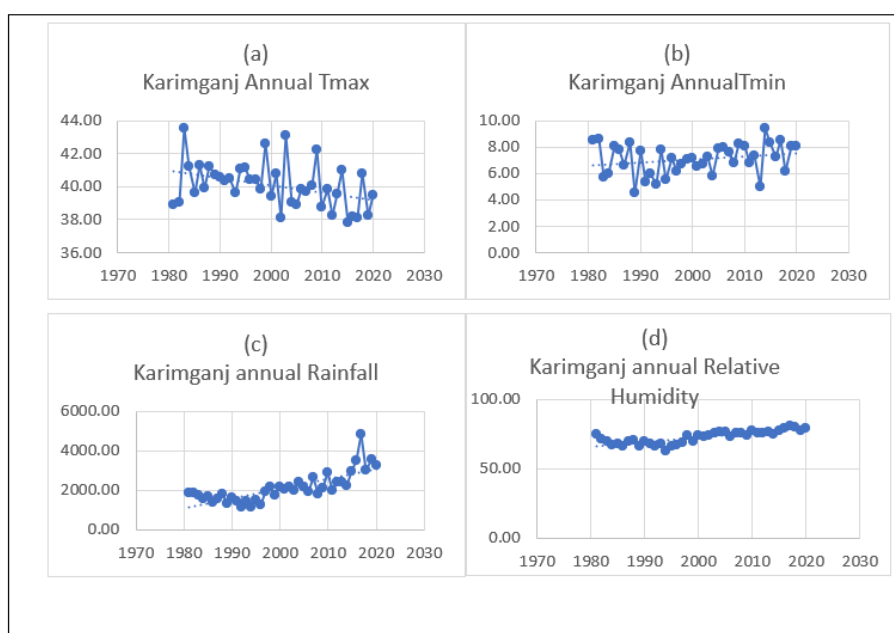 (a)
Karimganj Annual Tmax
44.00
42.00
40.00
38.00
36.00
1970 1980 1990 2000 2010 2020 2030
(b)
Karimganj AnnualTmin
10.00
8.00
6.00
4.00
2.00
0.00
1970 1980 1990 2000 2010 2020 2030
(c)
Karimganj annual Rainfall
6000.00
4000.00
2000.00
0.00
1970 1980 1990 2000 2010 2020 2030
(d)
Karimganj annual Relative
Humidity
100.00
50.00
0.00
1970 1980 1990 2000 2010 2020 2030